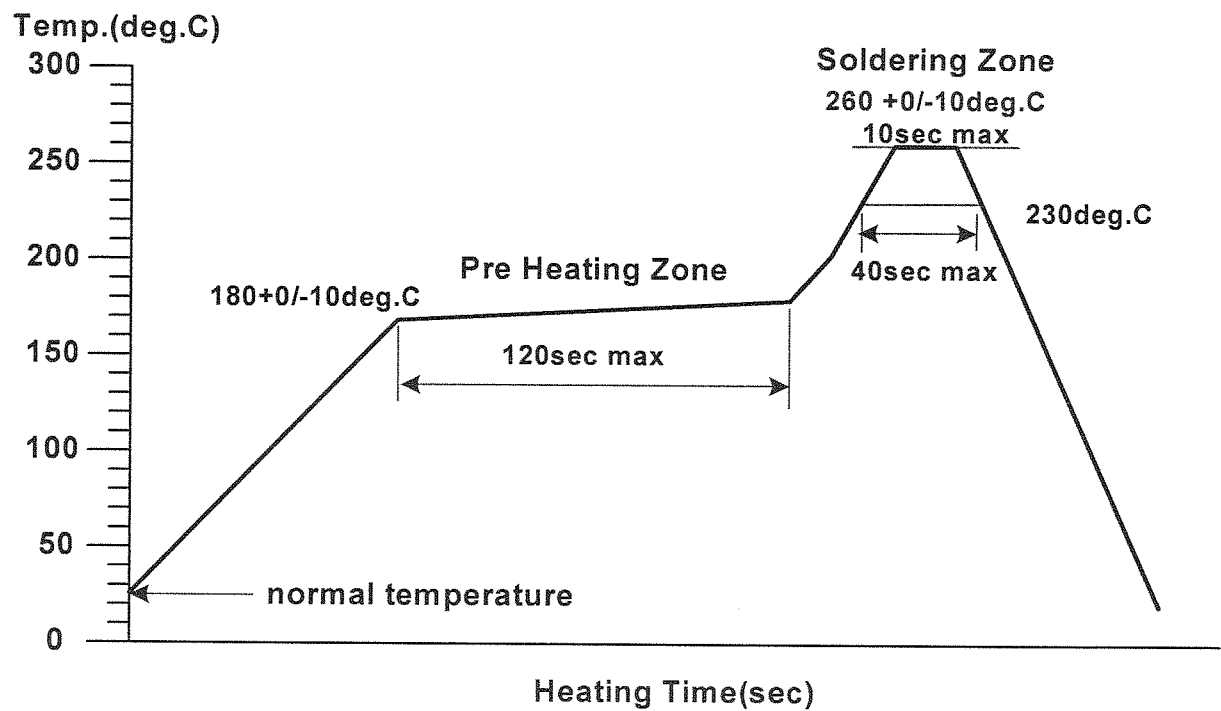 Temp.(deg.C)
300
250
200
150
100
50
0
Soldering Zone
260 +0/-10deg.C
10sec max
230deg.C
40sec max
Pre Heating Zone
180+0/-10deg.C
120sec max
normal temperature
Heating Time(sec)